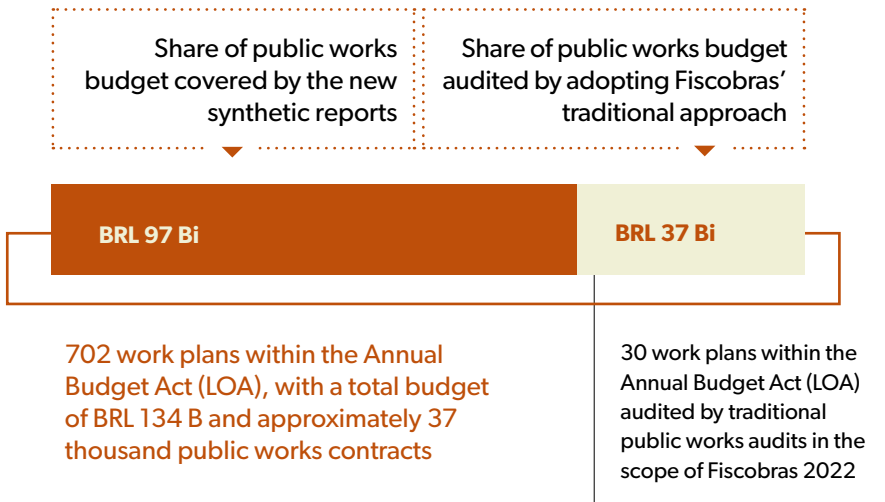 Share of public works
budget covered by the new
synthetic reports
Share of public works budget
audited by adopting Fiscobras’
traditional approach
BRL 97 Bi
BRL 37 Bi
702 work plans within the Annual
Budget Act (LOA), with a total budget
of BRL 134 B and approximately 37
thousand public works contracts
30 work plans within the
Annual Budget Act (LOA)
audited by traditional
public works audits in the
scope of Fiscobras 2022